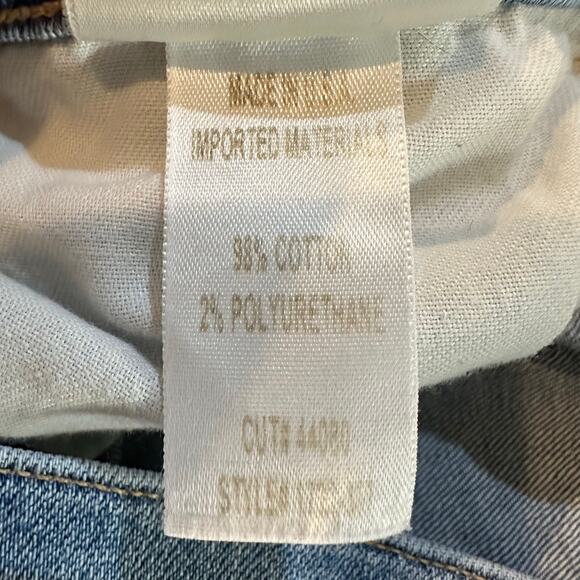 MADE IN U.S.A.
IMPORTED MATERIALS
98% COTTON
2% POLYURETHANE
CUT# 44080
STYLE#